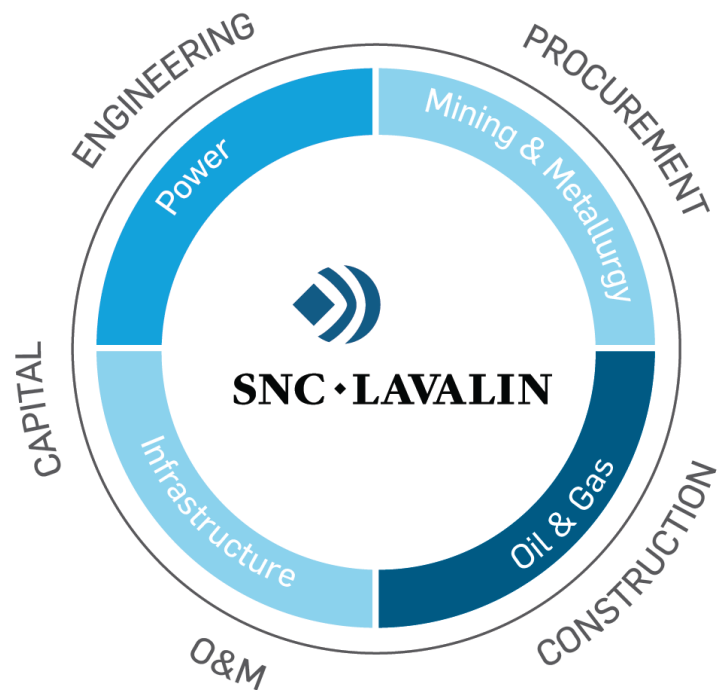 ENGINEERING
PROCUREMENT
Power
Mining & Metallurgy
SNC·LAVALIN
CAPITAL
Infrastructure
Oil & Gas
CONSTRUCTION
O&M